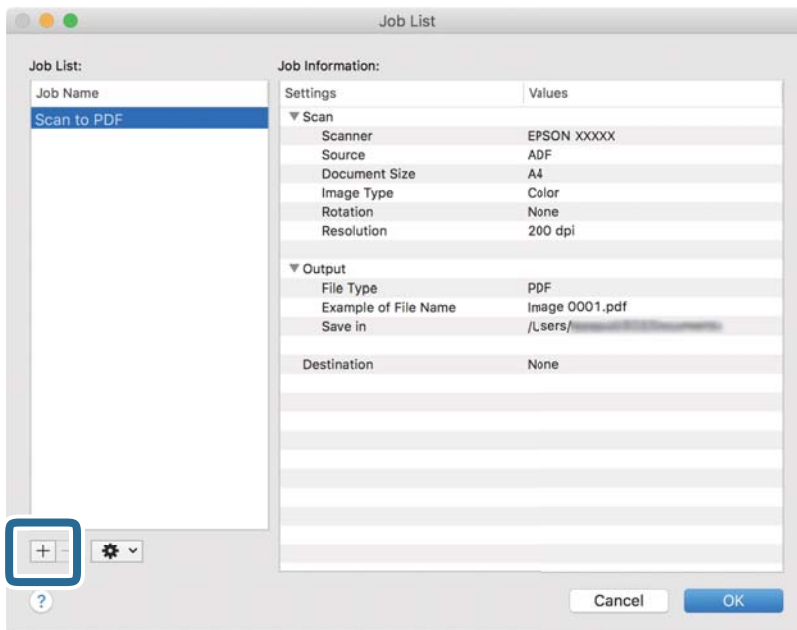 Job List
Job List:
Job Information:
Job Name
Scan to PDF
Settings Values
▼ Scan
Scanner EPSON XXXXX
Source ADF
Document Size A4
Image Type Color
Rotation None
Resolution 200 dpi
▼ Output
File Type PDF
Example of File Name Image 0001.pdf
Save in /Users/
Destination None
+ −
?
Cancel OK